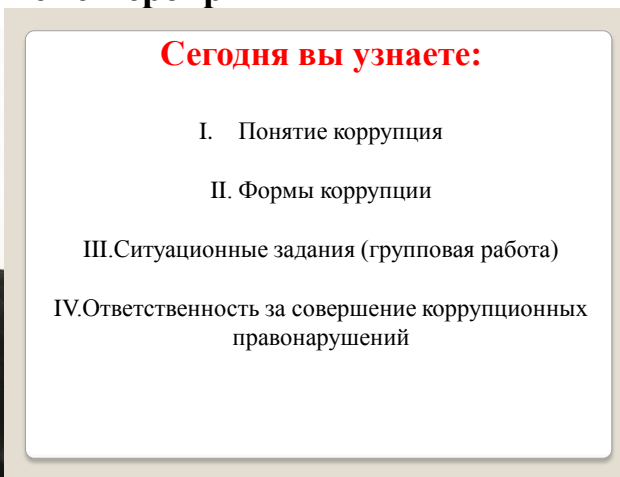 Сегодня вы узнаете:
I. Понятие коррупция
II. Формы коррупции
III.Ситуационные задания (групповая работа)
IV.Ответственность за совершение коррупционных
правонарушений